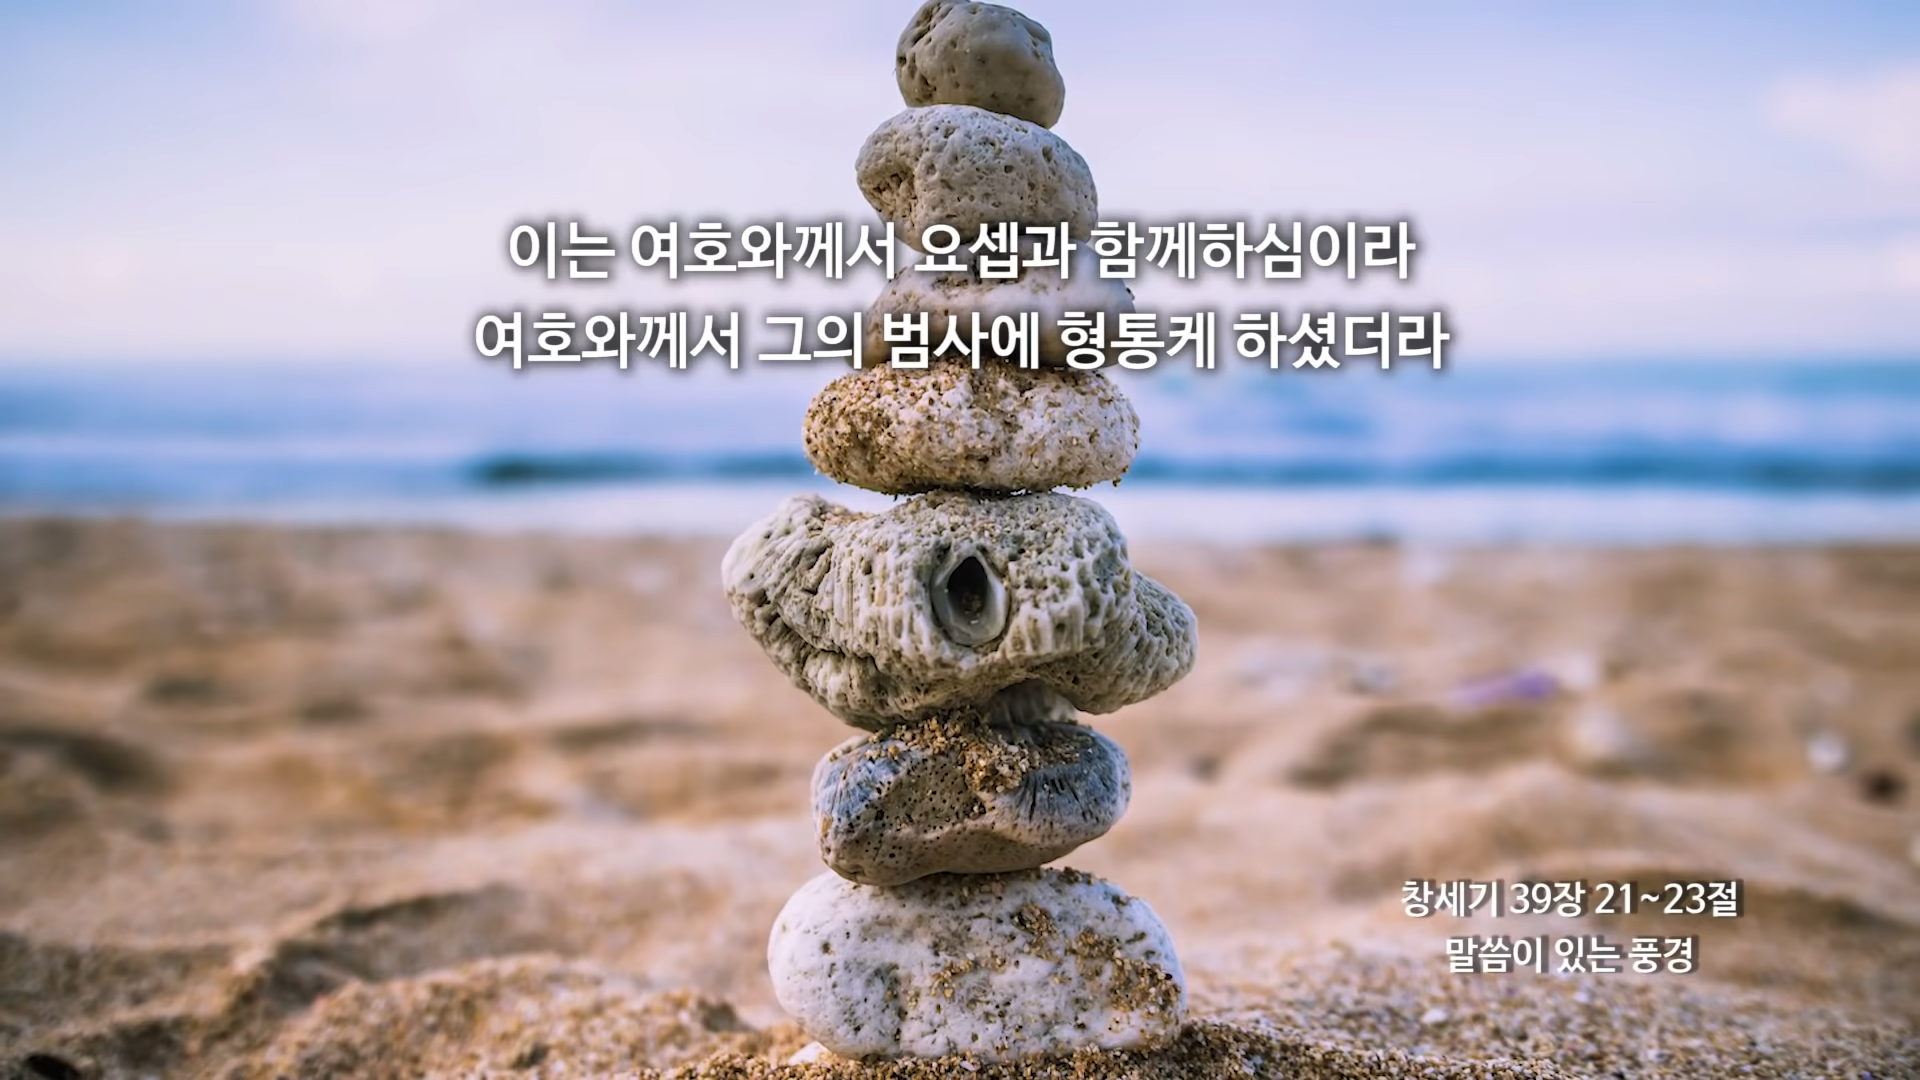 이는 여호와께서 요셉과 함께하심이라
여호와께서 그의 범사에 형통케 하셨더라
창세기 39장 21~23절
말씀이 있는 풍경